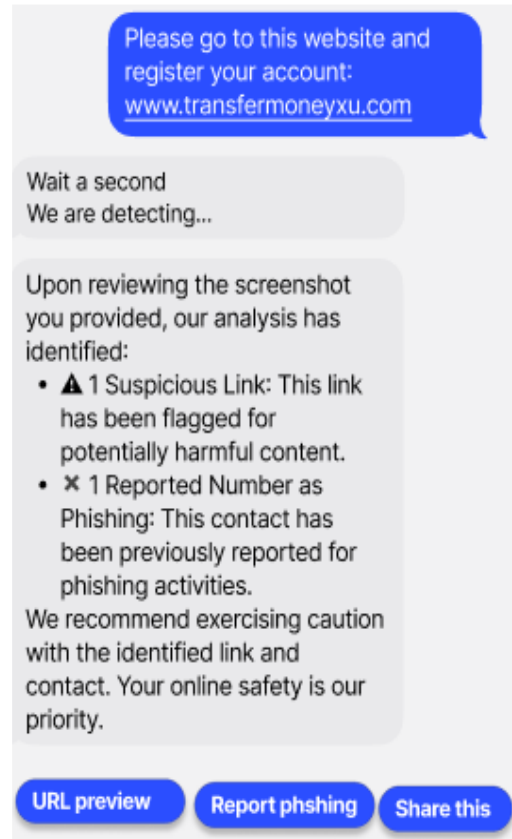 Please go to this website and
register your account:
www.transfermoneyxu.com
Wait a second
We are detecting...
Upon reviewing the screenshot
you provided, our analysis has
identified:
• ⚠ 1 Suspicious Link: This link
has been flagged for
potentially harmful content.
• ✕ 1 Reported Number as
Phishing: This contact has
been previously reported for
phishing activities.
We recommend exercising caution
with the identified link and
contact. Your online safety is our
priority.
URL preview
Report phshing
Share this